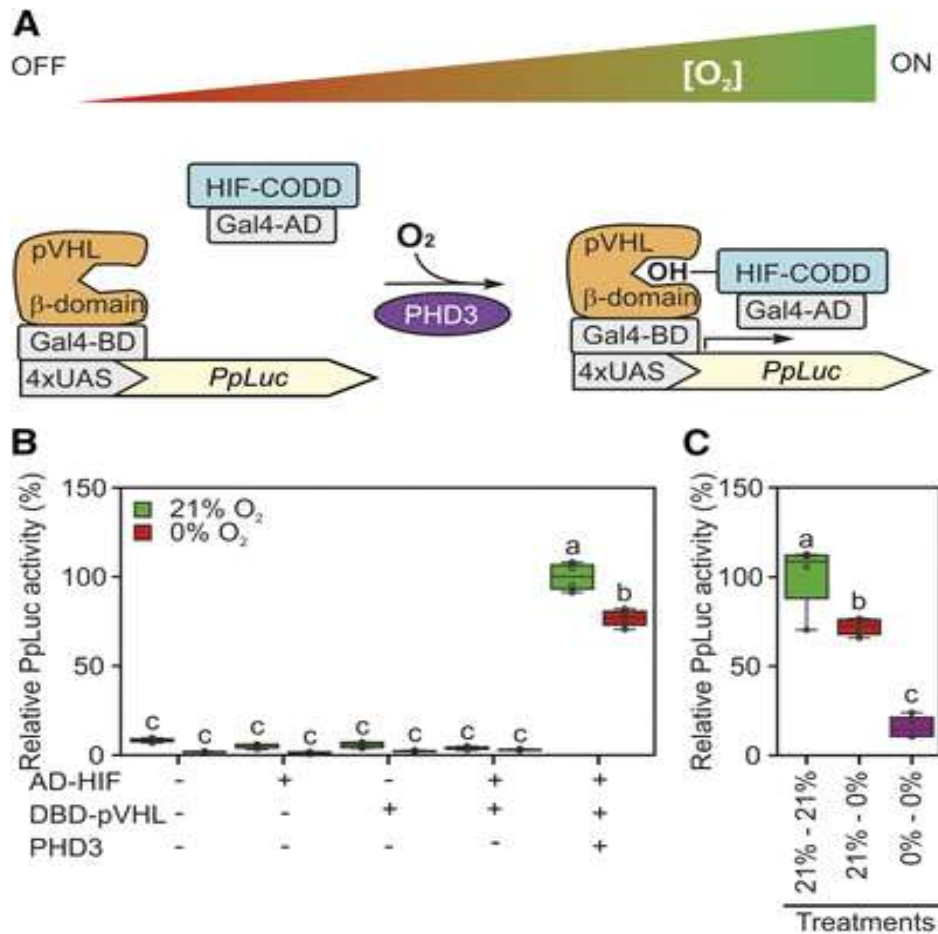 A
OFF
[O₂]
ON
HIF-CODD
Gal4-AD
pVHL
β-domain
Gal4-BD
4xUAS
PpLuc
O₂
PHD3
pVHL
OH
HIF-CODD
β-domain
Gal4-AD
Gal4-BD
4xUAS
PpLuc
B
Relative PpLuc activity (%)
150
100
50
0
21% O₂
0% O₂
c c c c c c c c a b
AD-HIF - + - + +
DBD-pVHL - - + + +
PHD3 - - - - +
C
Relative PpLuc activity (%)
150
100
50
0
a
b
c
21% - 21%
21% - 0%
0% - 0%
Treatments